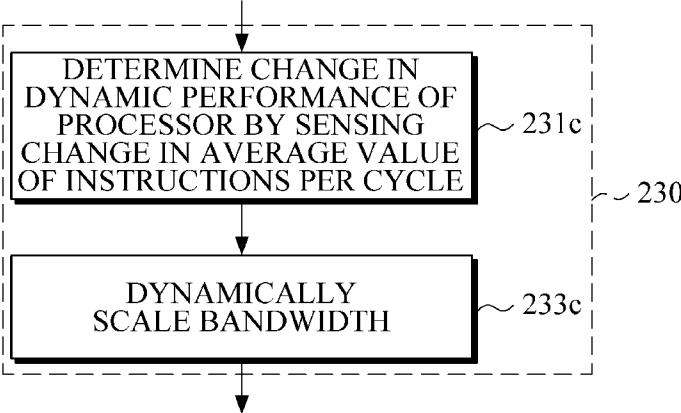 DETERMINE CHANGE IN
DYNAMIC PERFORMANCE OF
PROCESSOR BY SENSING
CHANGE IN AVERAGE VALUE
OF INSTRUCTIONS PER CYCLE
231c
230
DYNAMICALLY
SCALE BANDWIDTH
233c